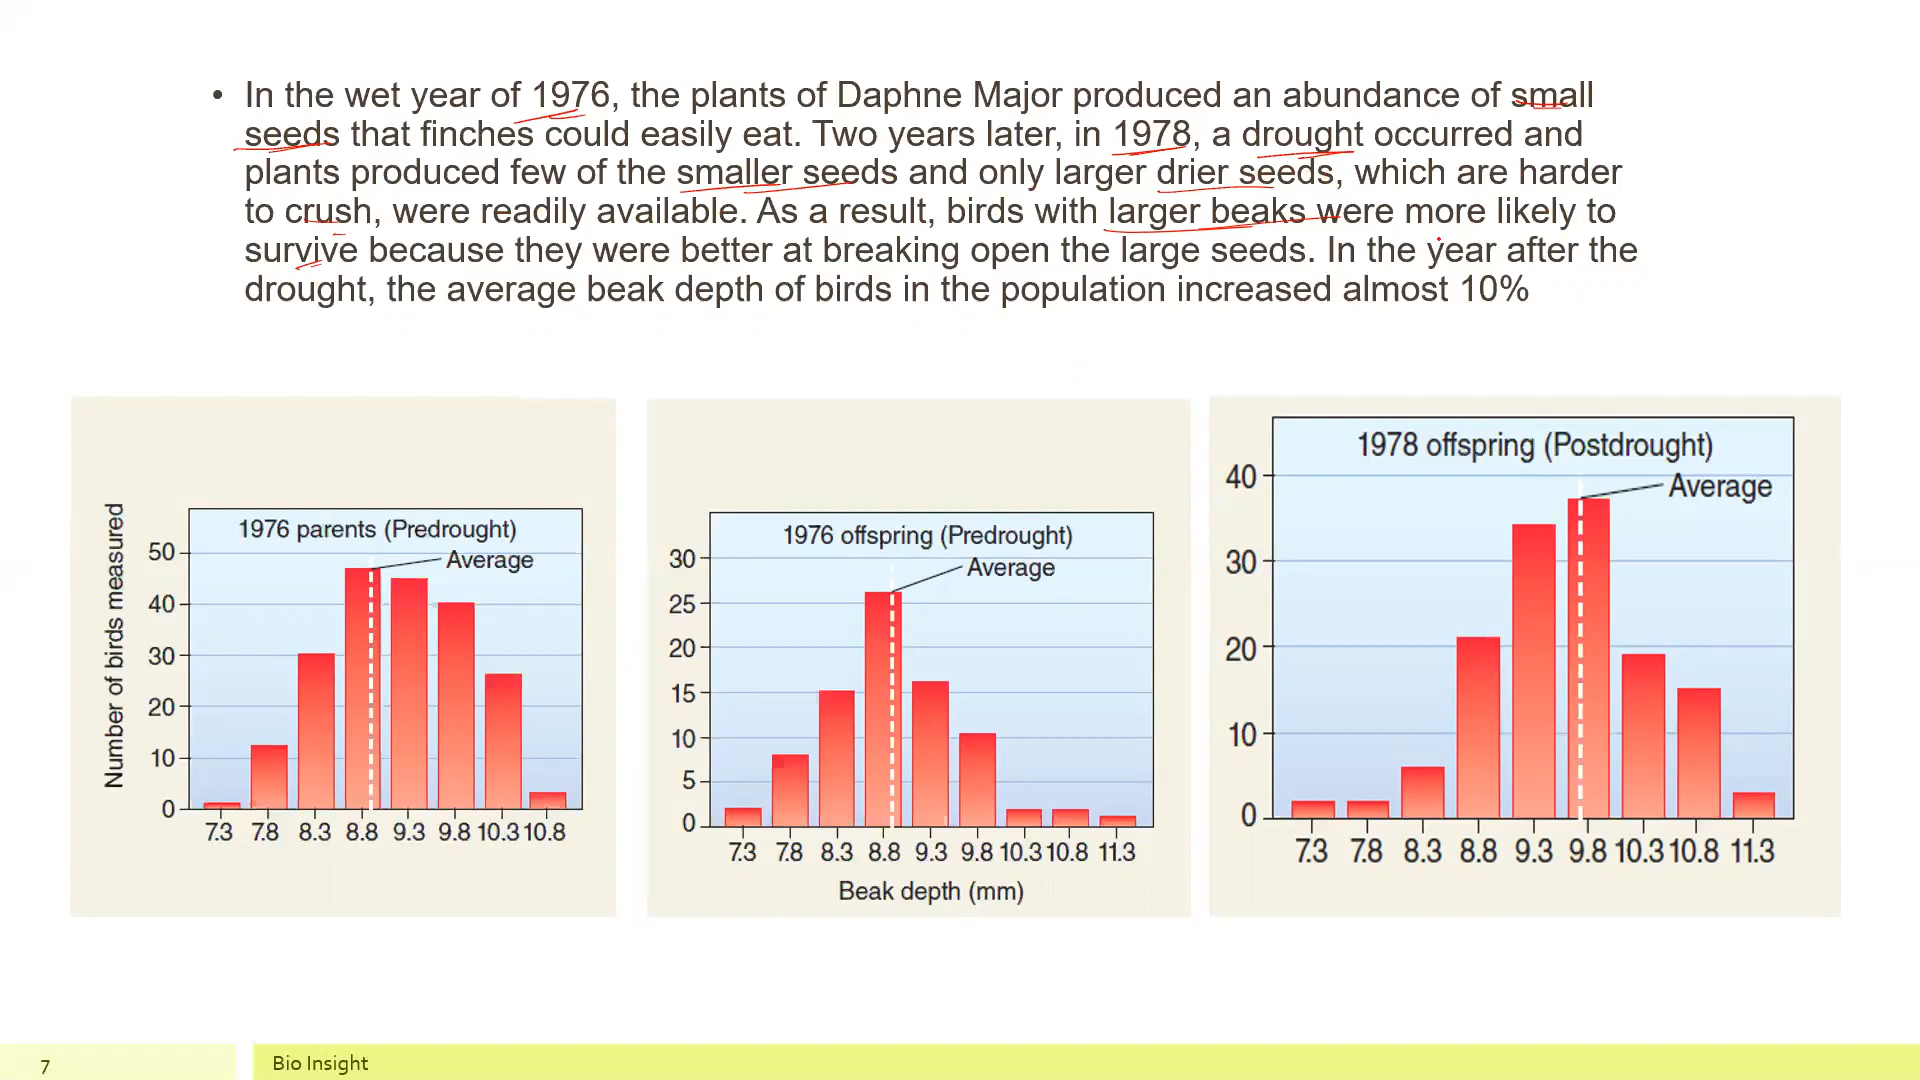 • In the wet year of 1976, the plants of Daphne Major produced an abundance of small
seeds that finches could easily eat. Two years later, in 1978, a drought occurred and
plants produced few of the smaller seeds and only larger drier seeds, which are harder
to crush, were readily available. As a result, birds with larger beaks were more likely to
survive because they were better at breaking open the large seeds. In the year after the
drought, the average beak depth of birds in the population increased almost 10%
Number of birds measured
1976 parents (Predrought)
Average
50
40
30
20
10
0
7.3 7.8 8.3 8.8 9.3 9.8 10.3 10.8
1976 offspring (Predrought)
Average
30
25
20
15
10
5
0
7.3 7.8 8.3 8.8 9.3 9.8 10.3 10.8 11.3
Beak depth (mm)
1978 offspring (Postdrought)
Average
40
30
20
10
0
7.3 7.8 8.3 8.8 9.3 9.8 10.3 10.8 11.3
7
Bio Insight